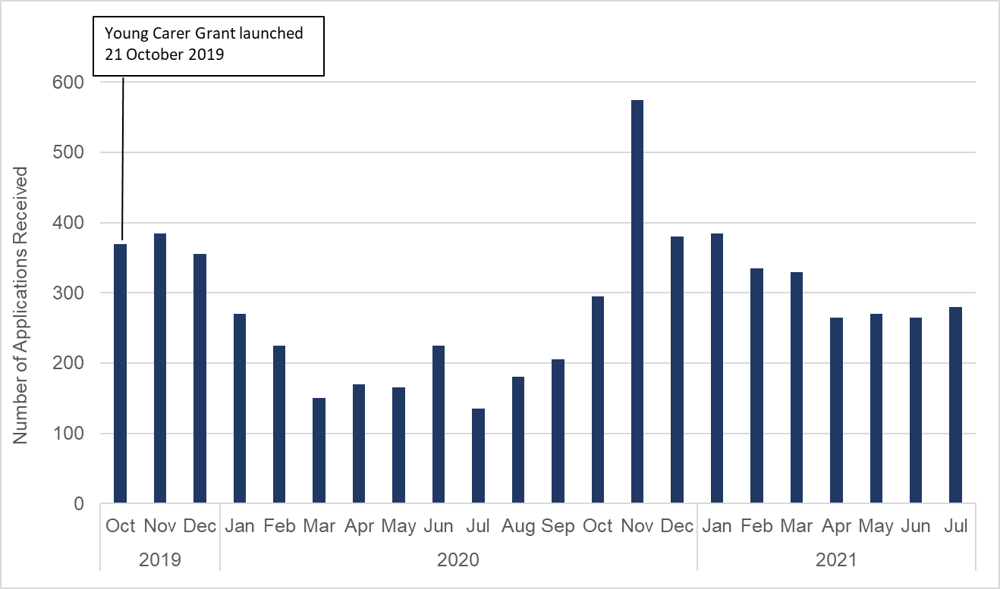 Young Carer Grant launched
21 October 2019
Number of Applications Received
600
500
400
300
200
100
0
Oct Nov Dec Jan Feb Mar Apr May Jun Jul Aug Sep Oct Nov Dec Jan Feb Mar Apr May Jun Jul
2019 2020 2021